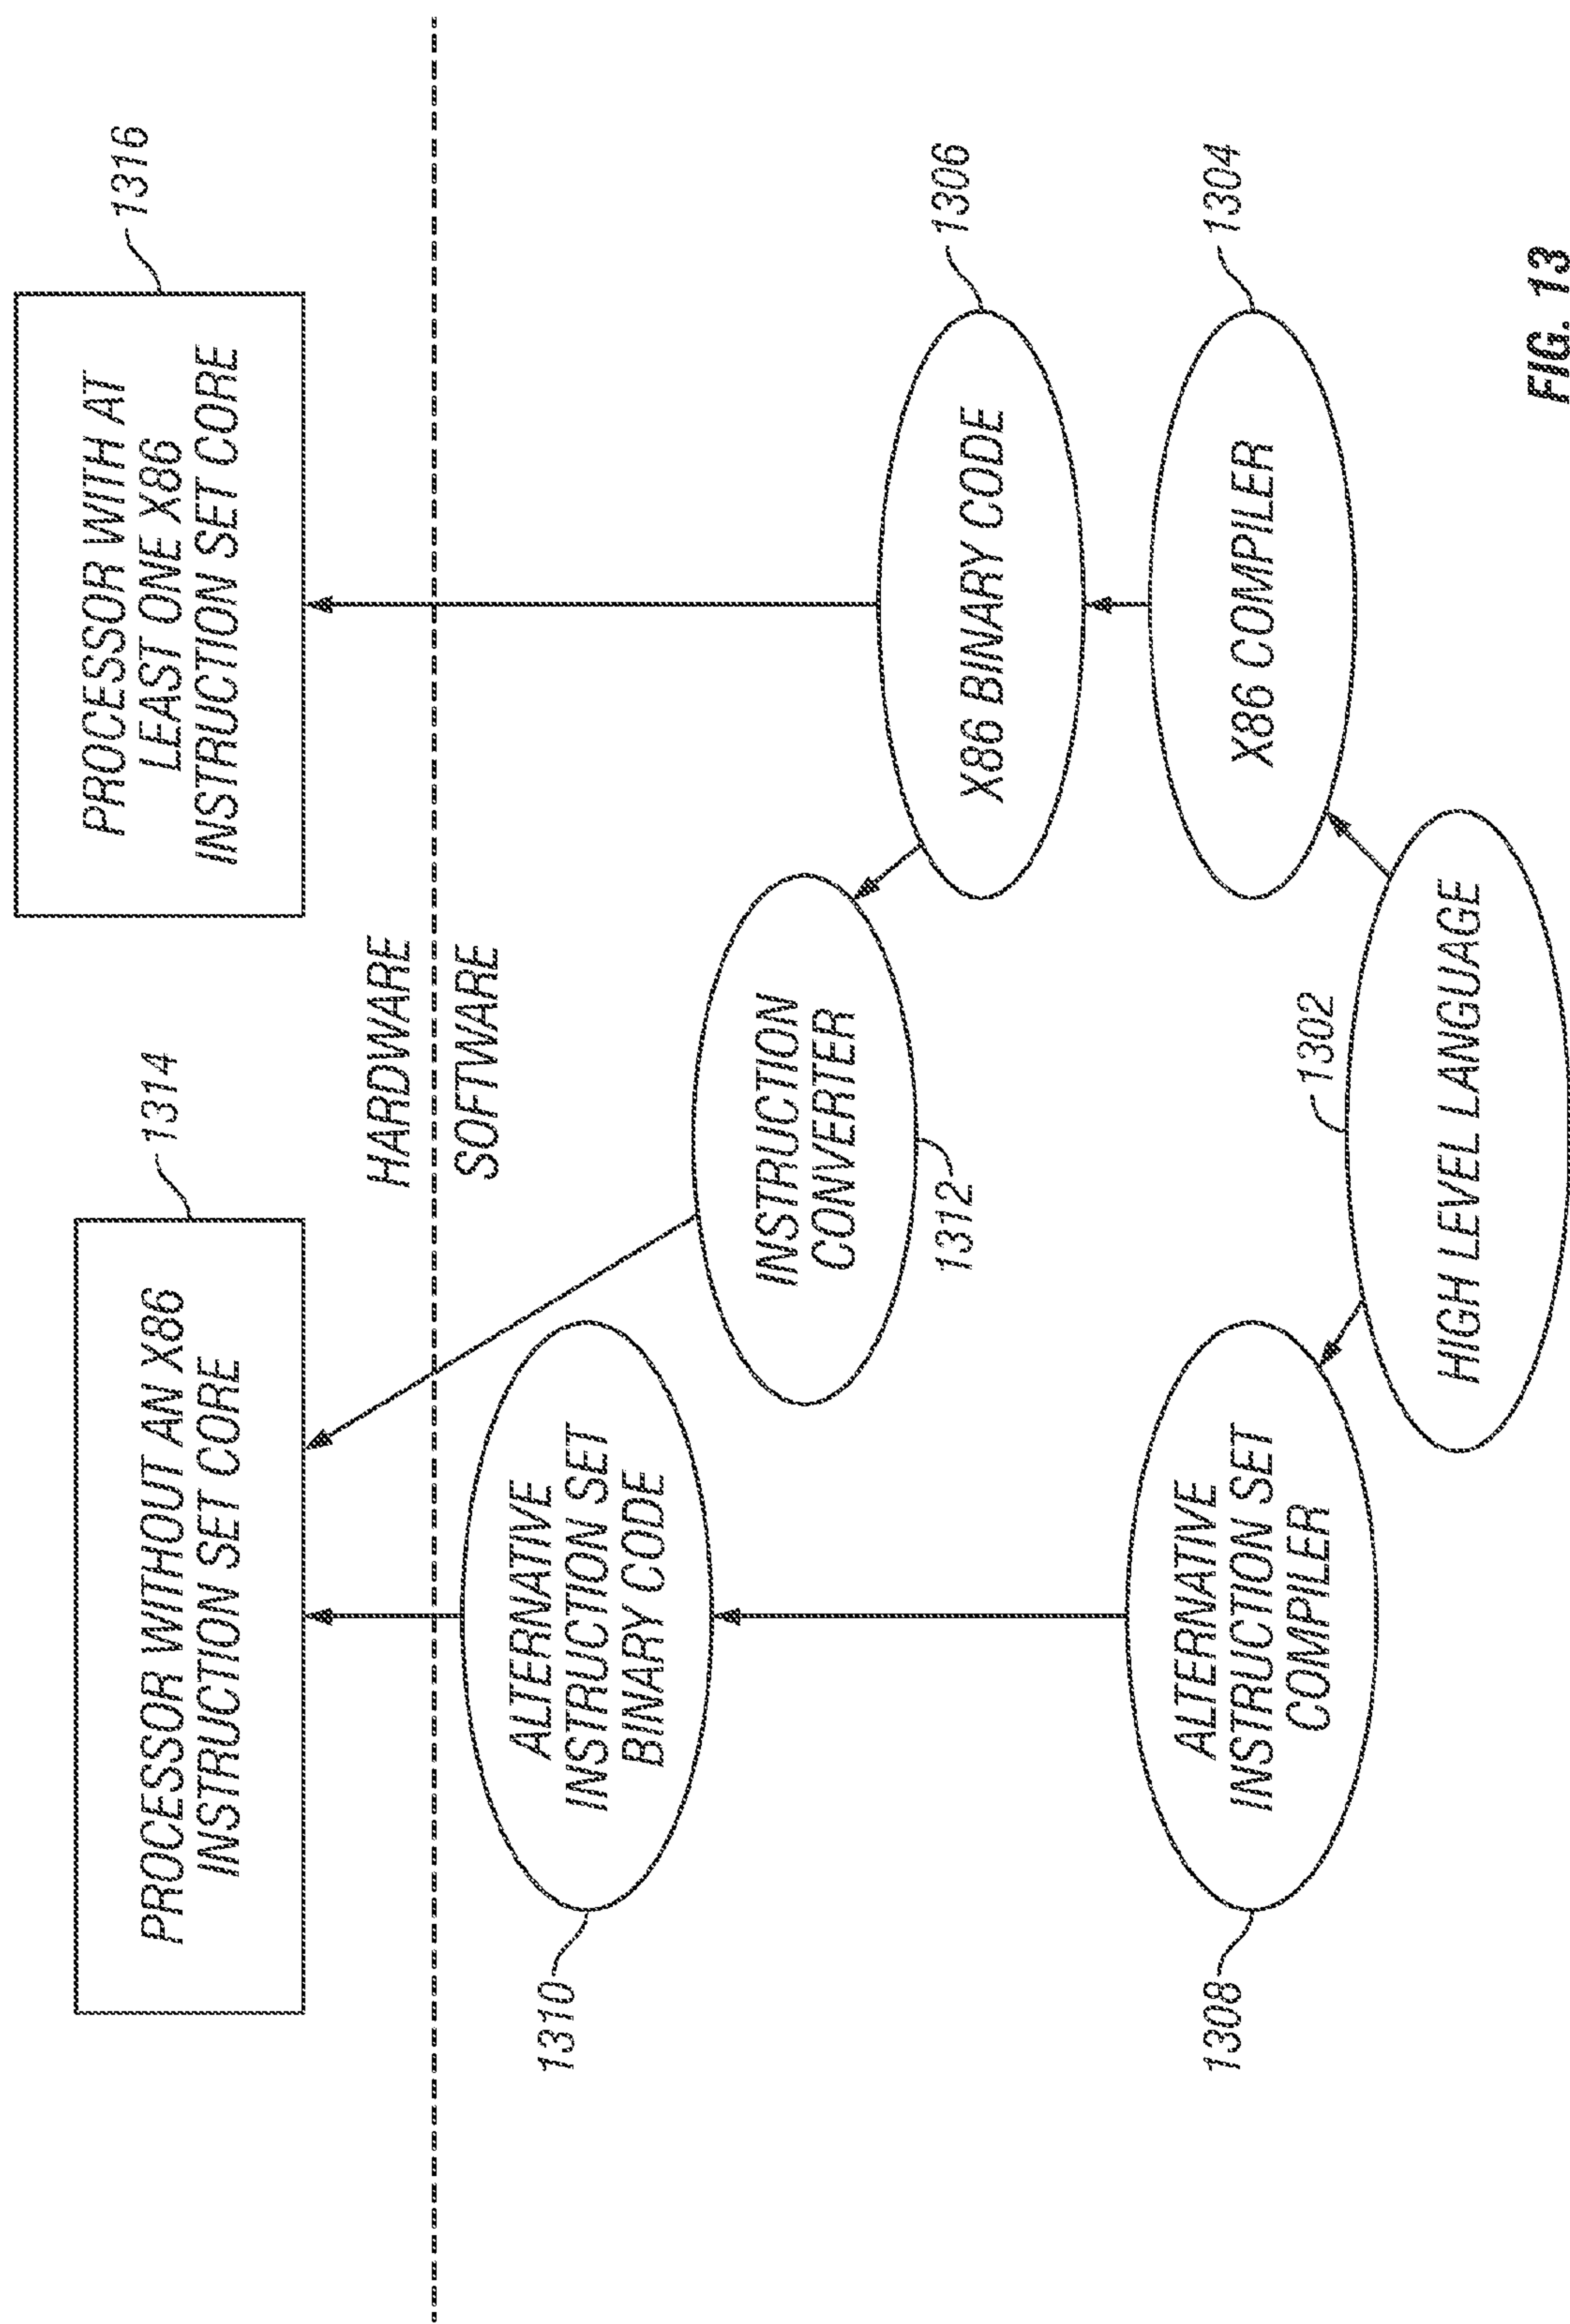 PROCESSOR WITHOUT AN X86
INSTRUCTION SET CORE
1314
PROCESSOR WITH AT
LEAST ONE X86
INSTRUCTION SET CORE
1316
HARDWARE
SOFTWARE
1310
ALTERNATIVE
INSTRUCTION SET
BINARY CODE
INSTRUCTION
CONVERTER
1312
X86 BINARY CODE
1306
1308
ALTERNATIVE
INSTRUCTION SET
COMPILER
X86 COMPILER
1304
1302
HIGH LEVEL LANGUAGE
FIG. 13